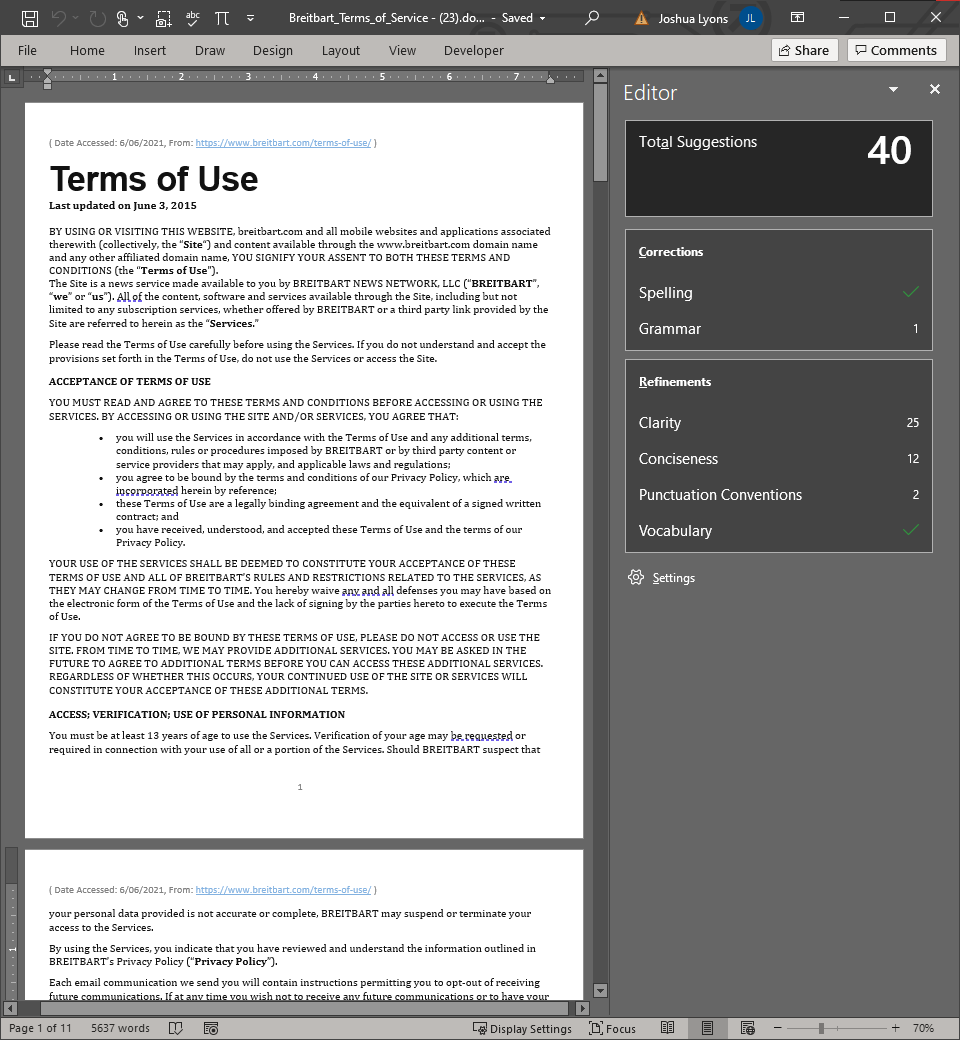 abc
Breitbart_Terms_of_Service - (23).do... - Saved
Joshua Lyons
JL
File Home Insert Draw Design Layout View Developer
Share
Comments
L
1 2 3 4 5 6 7
( Date Accessed: 6/06/2021, From: https://www.breitbart.com/terms-of-use/ )
Terms of Use
Last updated on June 3, 2015
BY USING OR VISITING THIS WEBSITE, breitbart.com and all mobile websites and applications associated
therewith (collectively, the “Site”) and content available through the www.breitbart.com domain name
and any other affiliated domain name, YOU SIGNIFY YOUR ASSENT TO BOTH THESE TERMS AND
CONDITIONS (the “Terms of Use”).
The Site is a news service made available to you by BREITBART NEWS NETWORK, LLC (“BREITBART”,
“we” or “us”). All of the content, software and services available through the Site, including but not
limited to any subscription services, whether offered by BREITBART or a third party link provided by the
Site are referred to herein as the “Services.”
Please read the Terms of Use carefully before using the Services. If you do not understand and accept the
provisions set forth in the Terms of Use, do not use the Services or access the Site.
ACCEPTANCE OF TERMS OF USE
YOU MUST READ AND AGREE TO THESE TERMS AND CONDITIONS BEFORE ACCESSING OR USING THE
SERVICES. BY ACCESSING OR USING THE SITE AND/OR SERVICES, YOU AGREE THAT:
• you will use the Services in accordance with the Terms of Use and any additional terms,
conditions, rules or procedures imposed by BREITBART or by third party content or
service providers that may apply, and applicable laws and regulations;
• you agree to be bound by the terms and conditions of our Privacy Policy, which are
incorporated herein by reference;
• these Terms of Use are a legally binding agreement and the equivalent of a signed written
contract; and
• you have received, understood, and accepted these Terms of Use and the terms of our
Privacy Policy.
YOUR USE OF THE SERVICES SHALL BE DEEMED TO CONSTITUTE YOUR ACCEPTANCE OF THESE
TERMS OF USE AND ALL OF BREITBART’S RULES AND RESTRICTIONS RELATED TO THE SERVICES, AS
THEY MAY CHANGE FROM TIME TO TIME. You hereby waive any and all defenses you may have based on
the electronic form of the Terms of Use and the lack of signing by the parties hereto to execute the Terms
of Use.
IF YOU DO NOT AGREE TO BE BOUND BY THESE TERMS OF USE, PLEASE DO NOT ACCESS OR USE THE
SITE. FROM TIME TO TIME, WE MAY PROVIDE ADDITIONAL SERVICES. YOU MAY BE ASKED IN THE
FUTURE TO AGREE TO ADDITIONAL TERMS BEFORE YOU CAN ACCESS THESE ADDITIONAL SERVICES.
REGARDLESS OF WHETHER THIS OCCURS, YOUR CONTINUED USE OF THE SITE OR SERVICES WILL
CONSTITUTE YOUR ACCEPTANCE OF THESE ADDITIONAL TERMS.
ACCESS; VERIFICATION; USE OF PERSONAL INFORMATION
You must be at least 13 years of age to use the Services. Verification of your age may be requested or
required in connection with your use of all or a portion of the Services. Should BREITBART suspect that
1
( Date Accessed: 6/06/2021, From: https://www.breitbart.com/terms-of-use/ )
your personal data provided is not accurate or complete, BREITBART may suspend or terminate your
access to the Services.
1
By using the Services, you indicate that you have reviewed and understand the information outlined in
BREITBART’s Privacy Policy (“Privacy Policy”).
Each email communication we send you will contain instructions permitting you to opt-out of receiving
future communications. If at any time you wish not to receive any future communications or to have your
Editor
Total Suggestions 40
Corrections
Spelling
Grammar 1
Refinements
Clarity 25
Conciseness 12
Punctuation Conventions 2
Vocabulary
Settings
Page 1 of 11 5637 words Display Settings Focus 70%